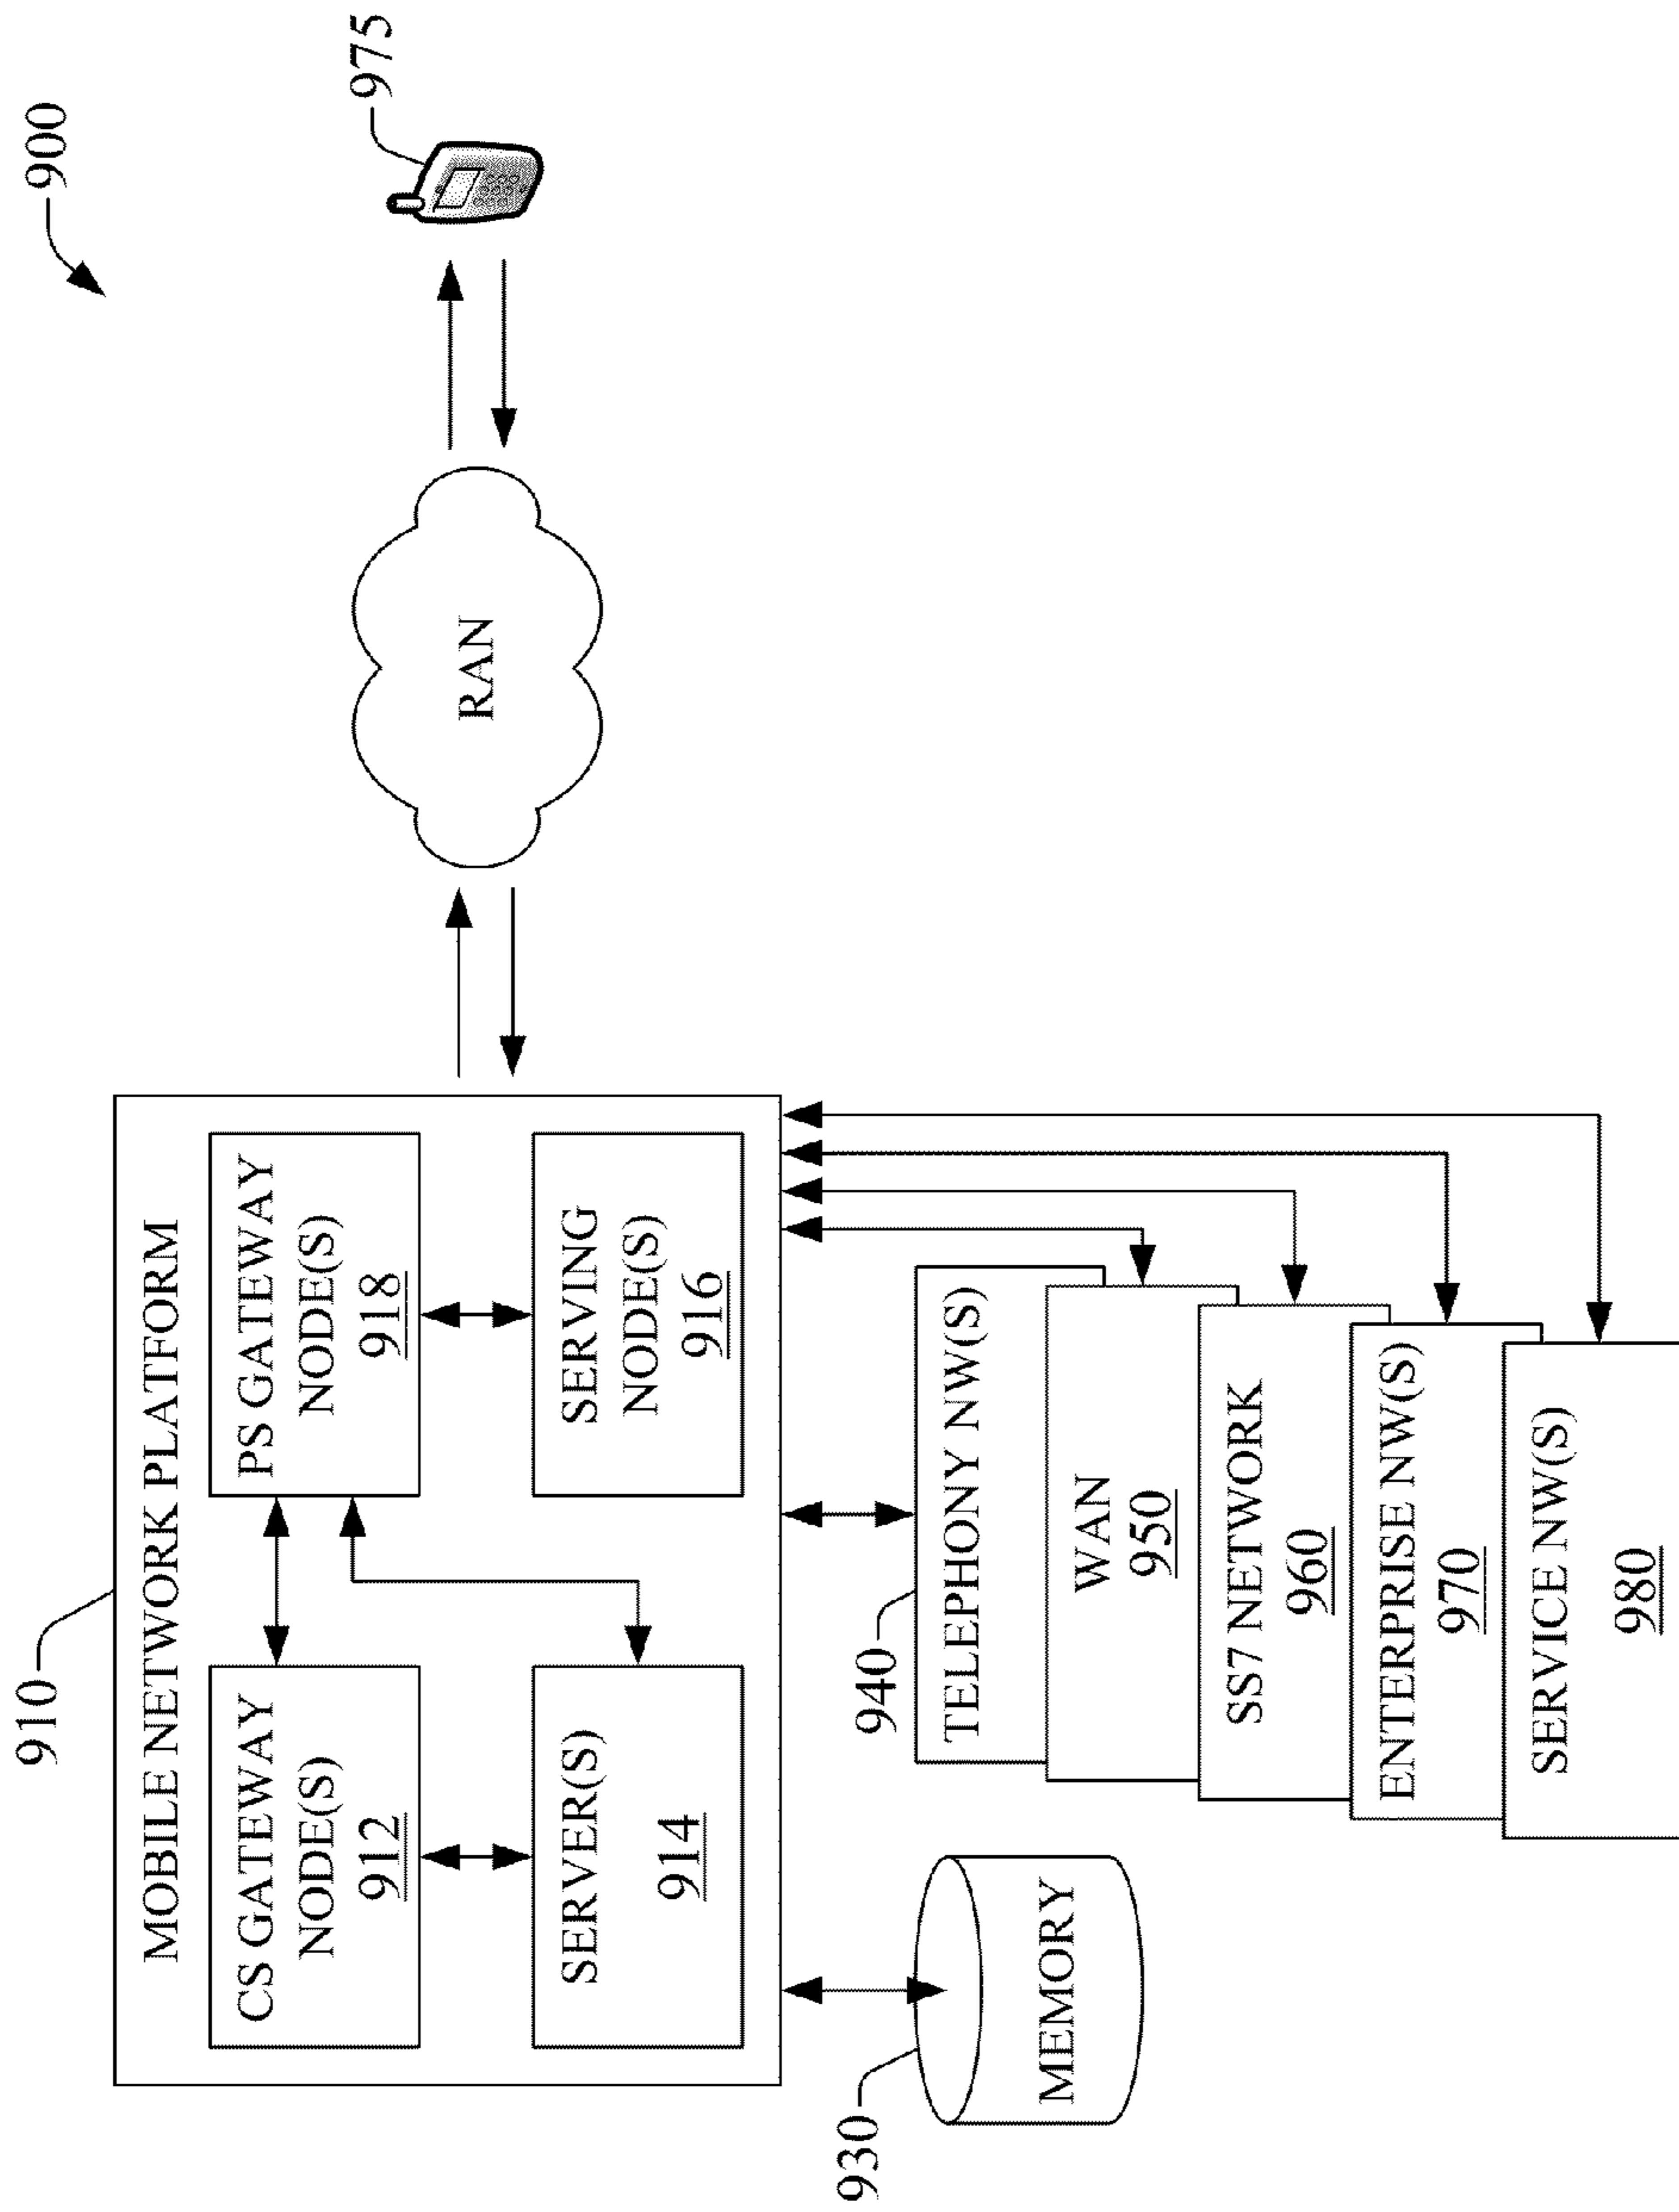 900
910
MOBILE NETWORK PLATFORM
CS GATEWAY
NODE(S)
912
PS GATEWAY
NODE(S)
918
SERVER(S)
914
SERVING
NODE(S)
916
RAN
975
930
MEMORY
940
TELEPHONY NW(S)
WAN
950
SS7 NETWORK
960
ENTERPRISE NW(S)
970
SERVICE NW(S)
980